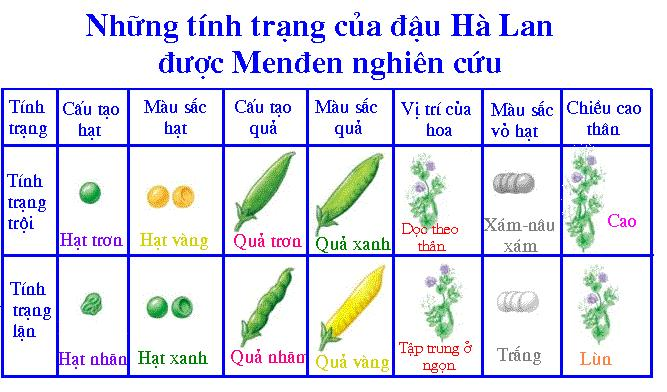 Những tính trạng của đậu Hà Lan
được Menđen nghiên cứu
Tính trạng
Cấu tạo hạt
Màu sắc hạt
Cấu tạo quả
Màu sắc quả
Vị trí của hoa
Màu sắc vỏ hạt
Chiều cao thân
Tính trạng trội
Hạt trơn
Hạt vàng
Quả trơn
Quả xanh
Dọc theo thân
Xám-nâu xám
Cao
Tính trạng lặn
Hạt nhăn
Hạt xanh
Quả nhăm
Quả vàng
Tập trung ở ngọn
Trắng
Lùn